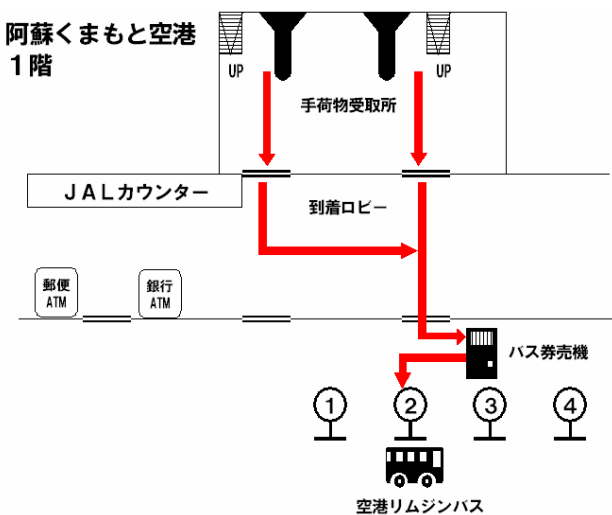 阿蘇くまもと空港
1階
UP
UP
手荷物受取所
JALカウンター
到着ロビー
郵便
ATM
銀行
ATM
バス券売機
①
②
③
④
空港リムジンバス